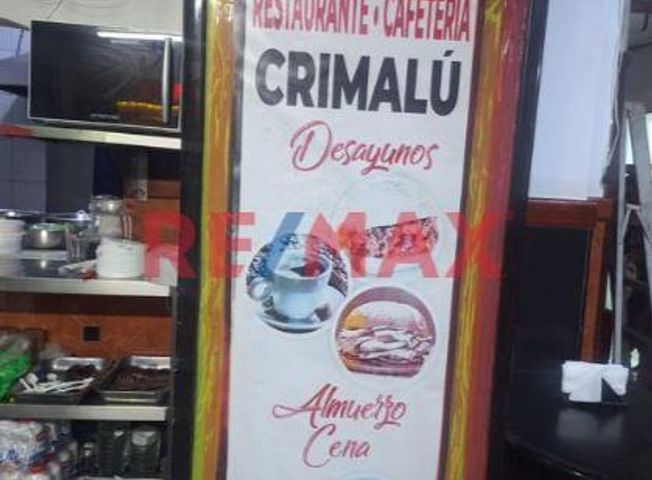 RESTAURANTE • CAFETERIA
CRIMALÚ
Desayunos
RE/MAX
Almuerzo
Cena